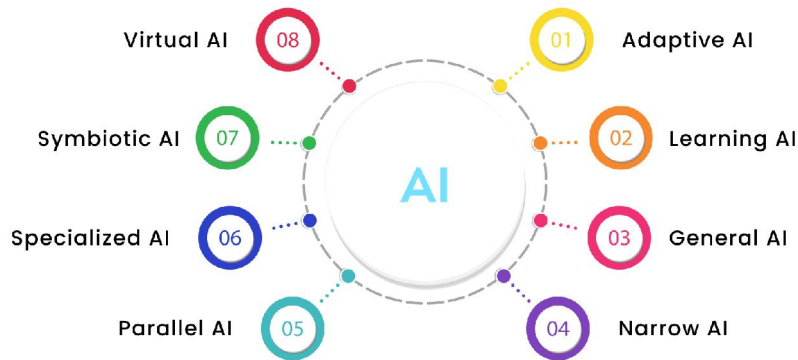 AI
01
Adaptive AI
02
Learning AI
03
General AI
04
Narrow AI
05
Parallel AI
06
Specialized AI
07
Symbiotic AI
08
Virtual AI